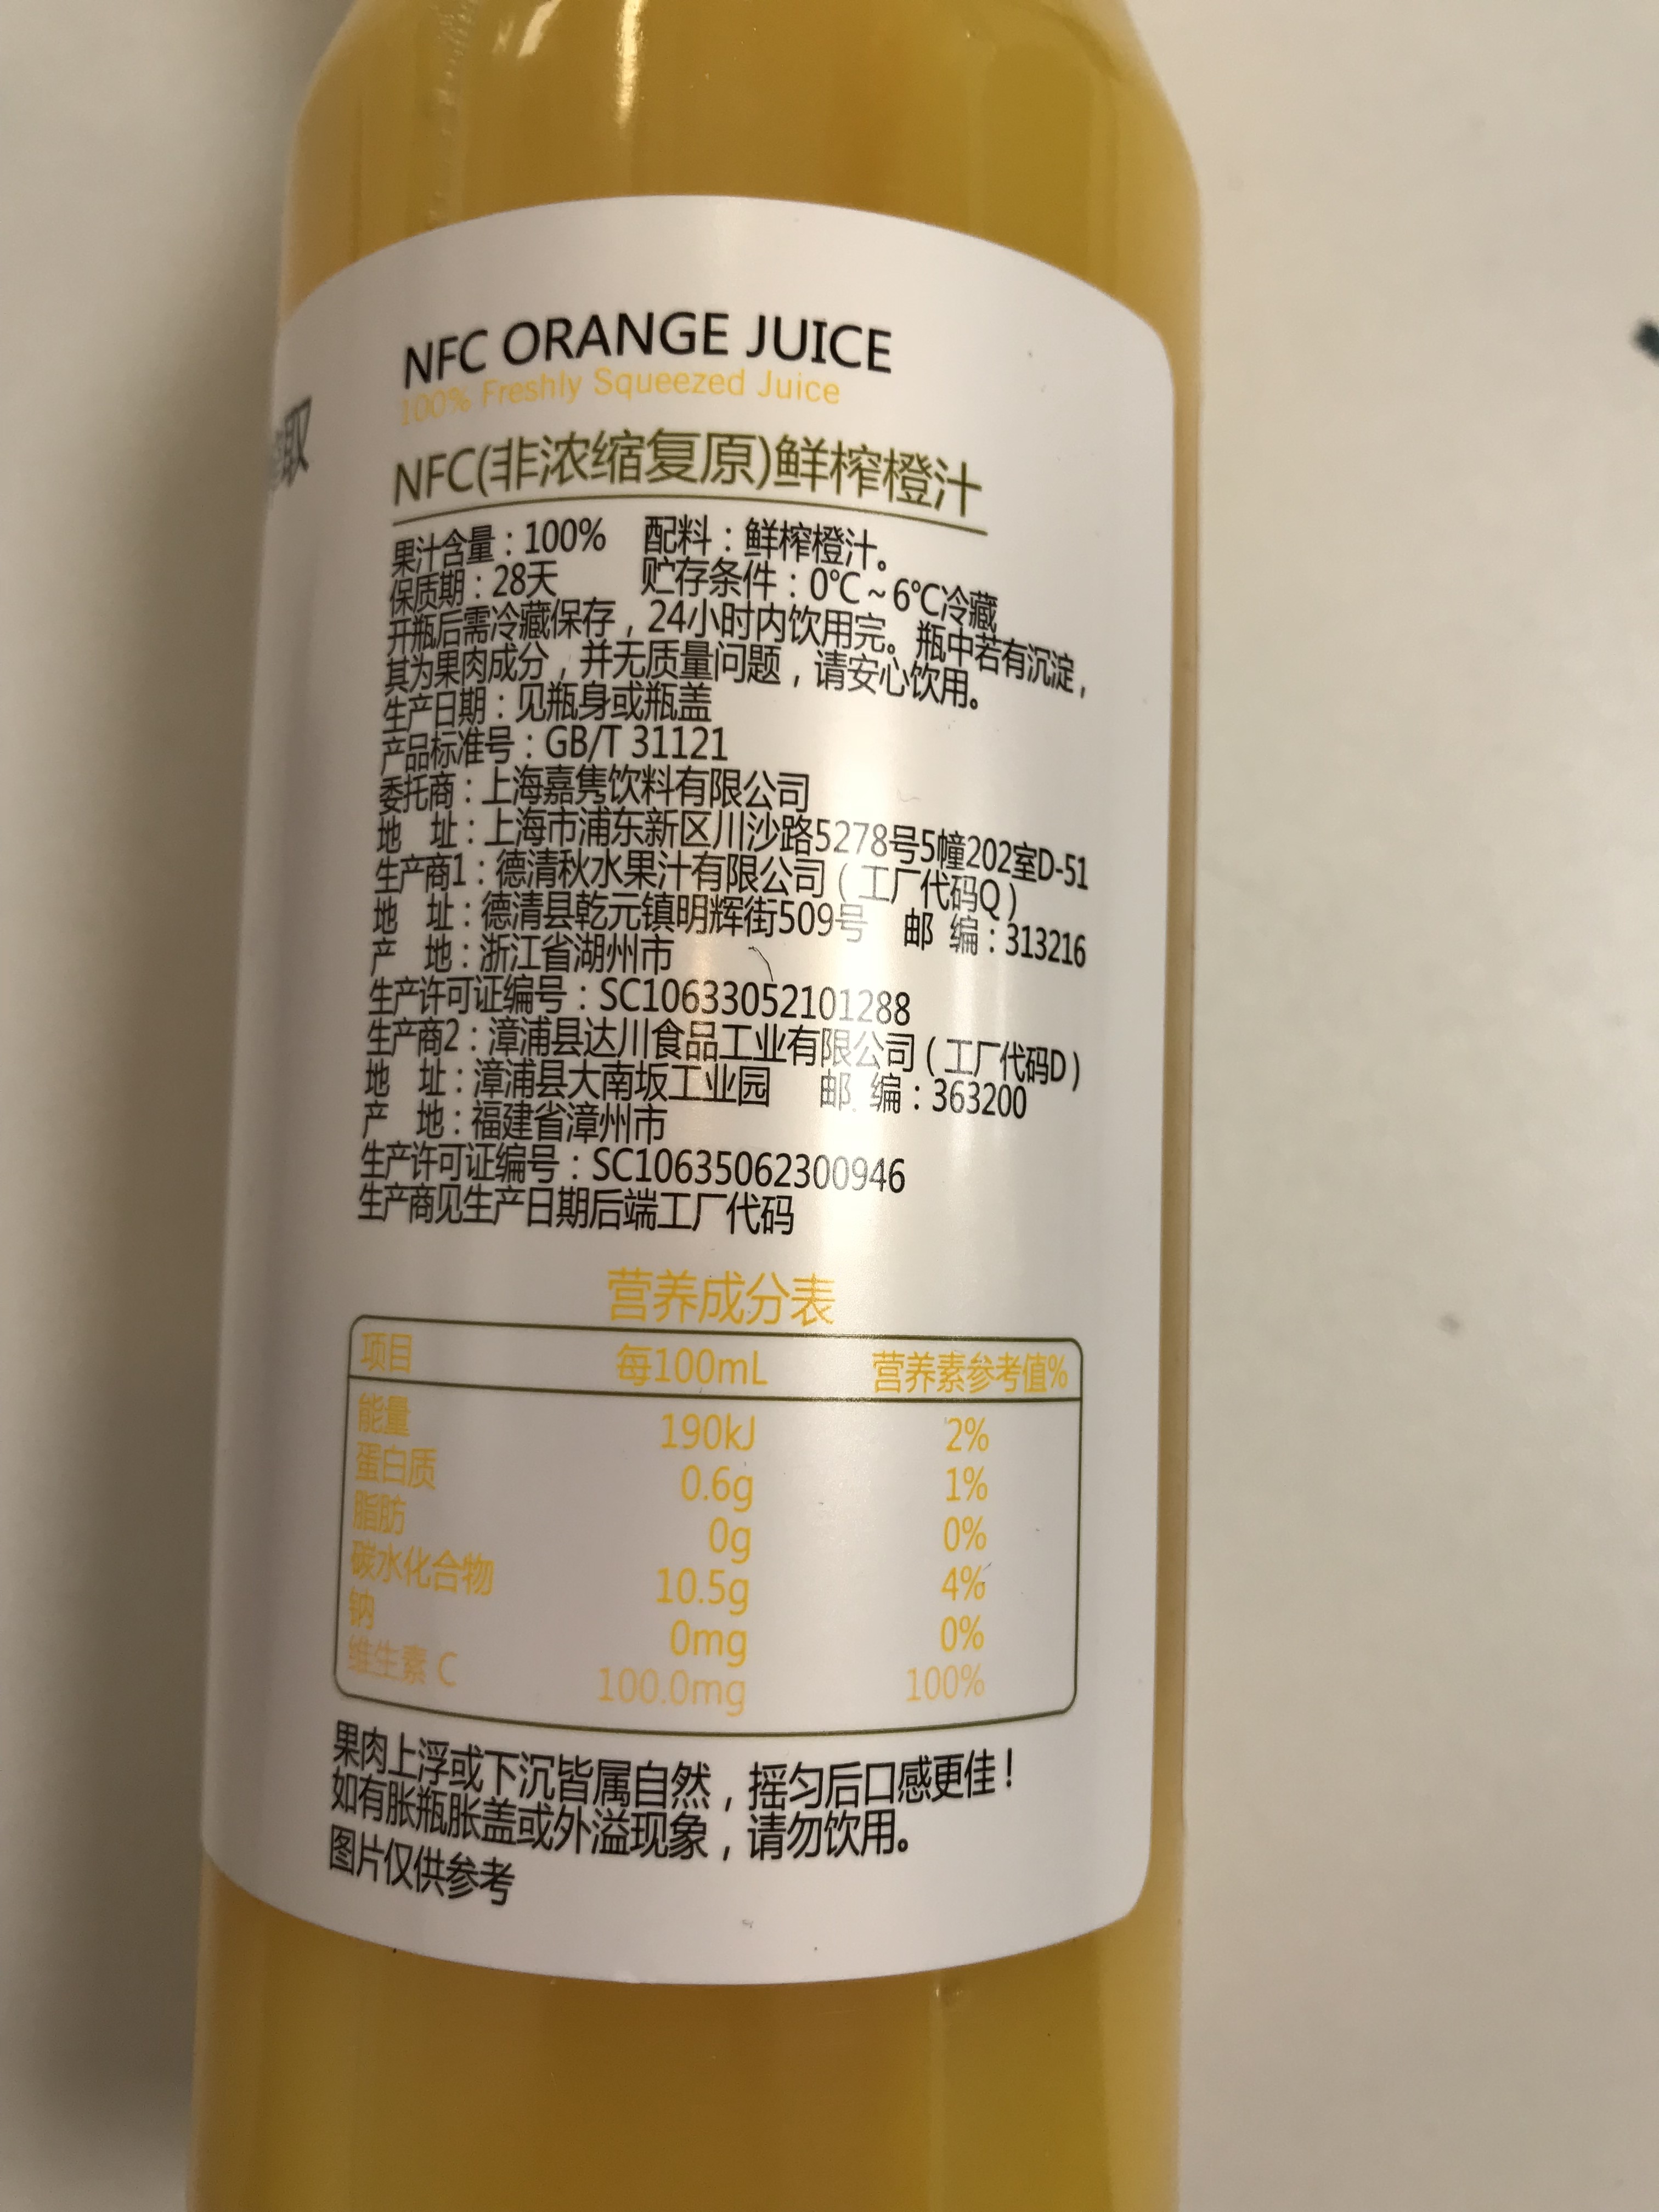 NFC ORANGE JUICE
100% Freshly Squeezed Juice
取
NFC(非浓缩复原)鲜榨橙汁
果汁含量：100% 配料：鲜榨橙汁。
保质期：28天 贮存条件：0℃~6℃冷藏
开瓶后需冷藏保存，24小时内饮用完。瓶中若有沉淀，
其为果肉成分，并无质量问题，请安心饮用。
生产日期：见瓶身或瓶盖
产品标准号：GB/T 31121
委托商：上海嘉隽饮料有限公司
地 址：上海市浦东新区川沙路5278号5幢202室D-51
生产商1：德清秋水果汁有限公司（工厂代码Q）
地 址：德清县乾元镇明辉街509号 邮 编：313216
产 地：浙江省湖州市
生产许可证编号：SC10633052101288
生产商2：漳浦县达川食品工业有限公司（工厂代码D）
地 址：漳浦县大南坂工业园 邮 编：363200
产 地：福建省漳州市
生产许可证编号：SC10635062300946
生产商见生产日期后端工厂代码
营养成分表
项目 每100mL 营养素参考值%
能量 190kJ 2%
蛋白质 0.6g 1%
脂肪 0g 0%
碳水化合物 10.5g 4%
钠 0mg 0%
维生素 C 100.0mg 100%
果肉上浮或下沉皆属自然，摇匀后口感更佳！
如有胀瓶胀盖或外溢现象，请勿饮用。
图片仅供参考